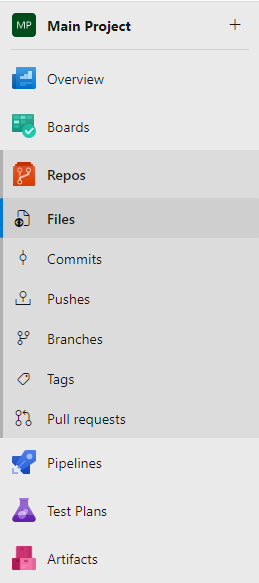 MP Main Project +
Overview
Boards
Repos
Files
Commits
Pushes
Branches
Tags
Pull requests
Pipelines
Test Plans
Artifacts